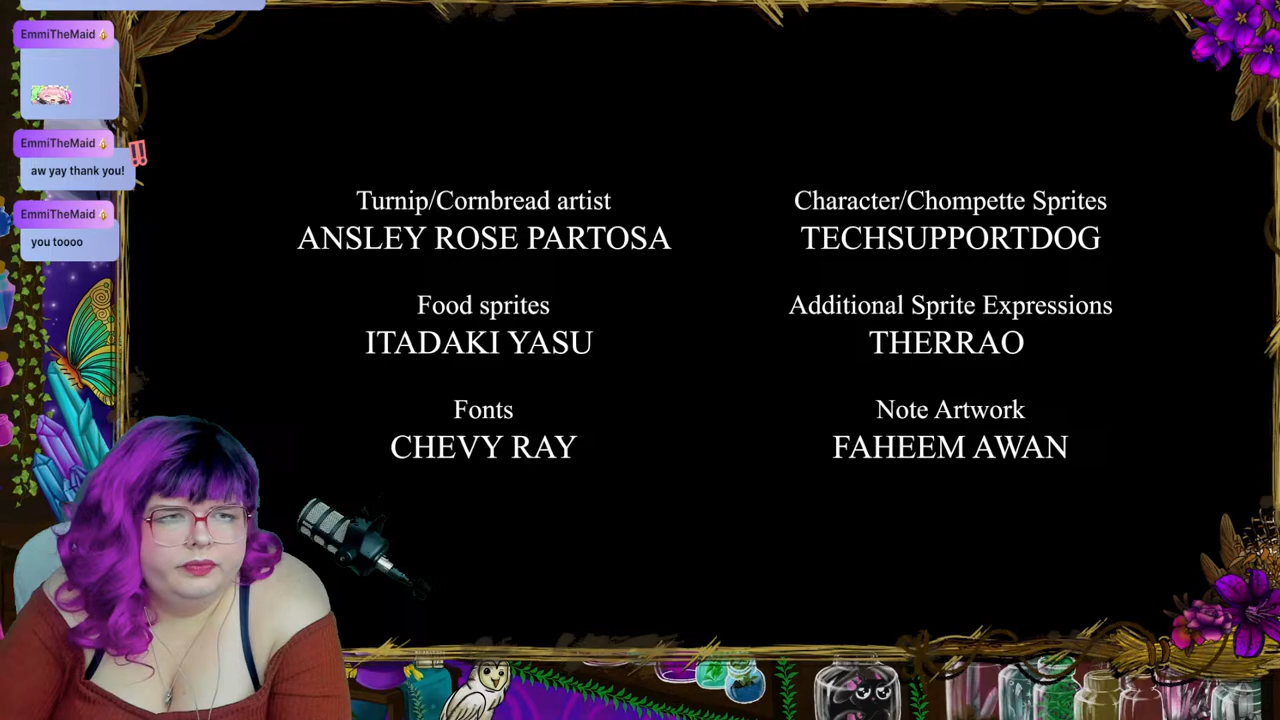 EmmiTheMaid
EmmiTheMaid
aw yay thank you!
EmmiTheMaid
you toooo
Turnip/Cornbread artist
ANSLEY ROSE PARTOSA
Food sprites
ITADAKI YASU
Fonts
CHEVY RAY
Character/Chompette Sprites
TECHSUPPORTDOG
Additional Sprite Expressions
THERRAO
Note Artwork
FAHEEM AWAN